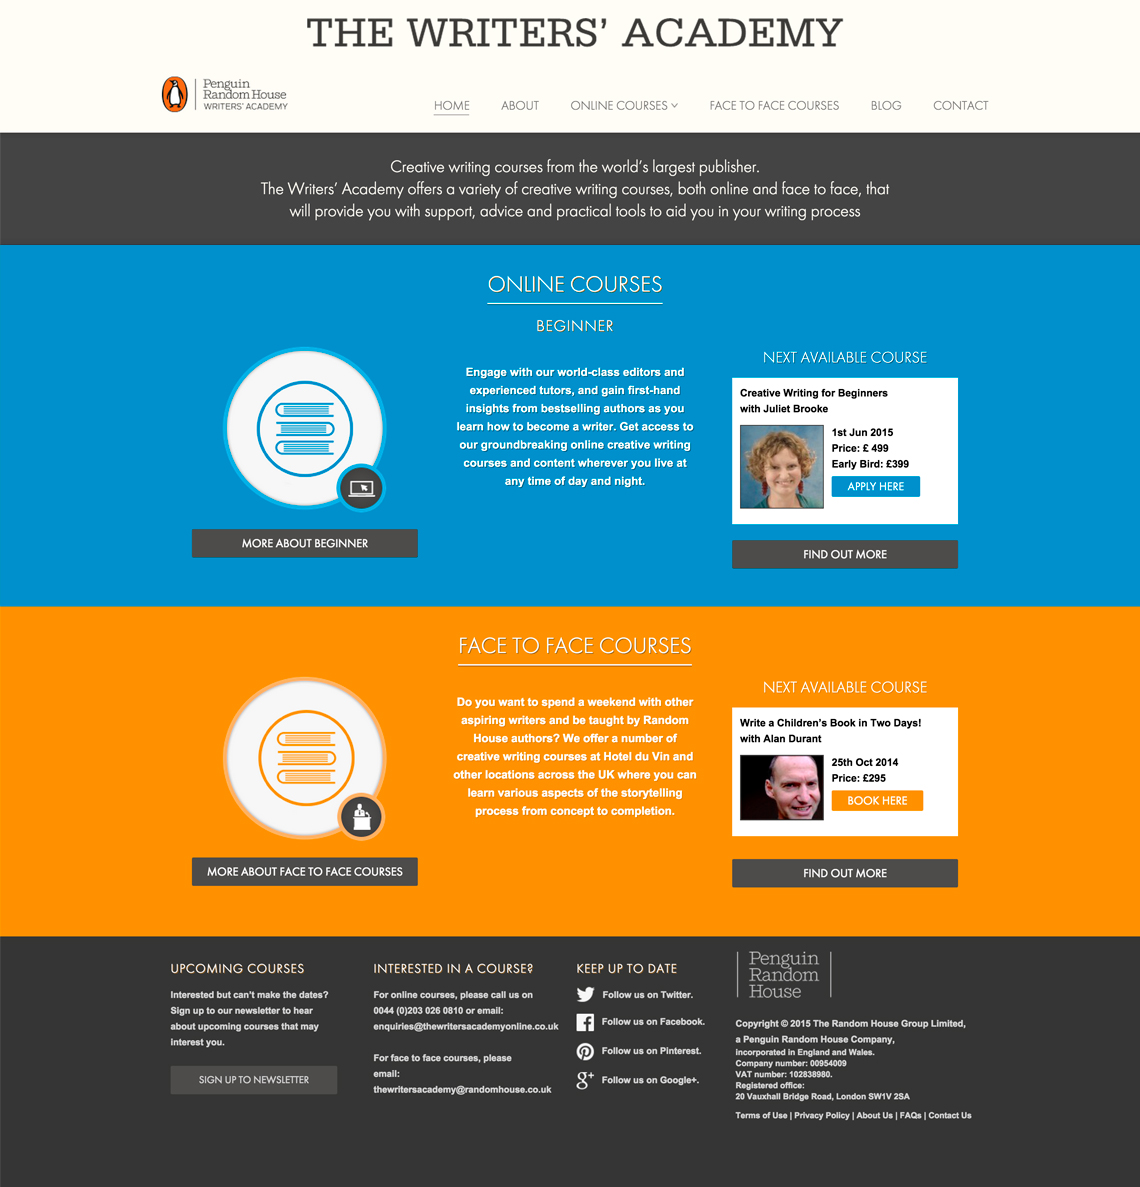 THE WRITERS’ ACADEMY
Penguin
Random House
WRITERS’ ACADEMY
HOME
ABOUT
ONLINE COURSES
FACE TO FACE COURSES
BLOG
CONTACT
Creative writing courses from the world’s largest publisher.
The Writers’ Academy offers a variety of creative writing courses, both online and face to face, that
will provide you with support, advice and practical tools to aid you in your writing process
ONLINE COURSES
BEGINNER
MORE ABOUT BEGINNER
Engage with our world-class editors and
experienced tutors, and gain first-hand
insights from bestselling authors as you
learn how to become a writer. Get access to
our groundbreaking online creative writing
courses and content wherever you live at
any time of day and night.
NEXT AVAILABLE COURSE
Creative Writing for Beginners
with Juliet Brooke
1st Jun 2015
Price: £ 499
Early Bird: £399
APPLY HERE
FIND OUT MORE
FACE TO FACE COURSES
MORE ABOUT FACE TO FACE COURSES
Do you want to spend a weekend with other
aspiring writers and be taught by Random
House authors? We offer a number of
creative writing courses at Hotel du Vin and
other locations across the UK where you can
learn various aspects of the storytelling
process from concept to completion.
NEXT AVAILABLE COURSE
Write a Children’s Book in Two Days!
with Alan Durant
25th Oct 2014
Price: £295
BOOK HERE
FIND OUT MORE
UPCOMING COURSES
Interested but can’t make the dates?
Sign up to our newsletter to hear
about upcoming courses that may
interest you.
SIGN UP TO NEWSLETTER
INTERESTED IN A COURSE?
For online courses, please call us on
0044 (0)203 026 0810 or email:
enquiries@thewritersacademyonline.co.uk
For face to face courses, please
email:
thewritersacademy@randomhouse.co.uk
KEEP UP TO DATE
Follow us on Twitter.
Follow us on Facebook.
Follow us on Pinterest.
Follow us on Google+.
Penguin
Random
House
Copyright © 2015 The Random House Group Limited,
a Penguin Random House Company,
incorporated in England and Wales.
Company number: 00954009
VAT number: 102838980.
Registered office:
20 Vauxhall Bridge Road, London SW1V 2SA
Terms of Use | Privacy Policy | About Us | FAQs | Contact Us